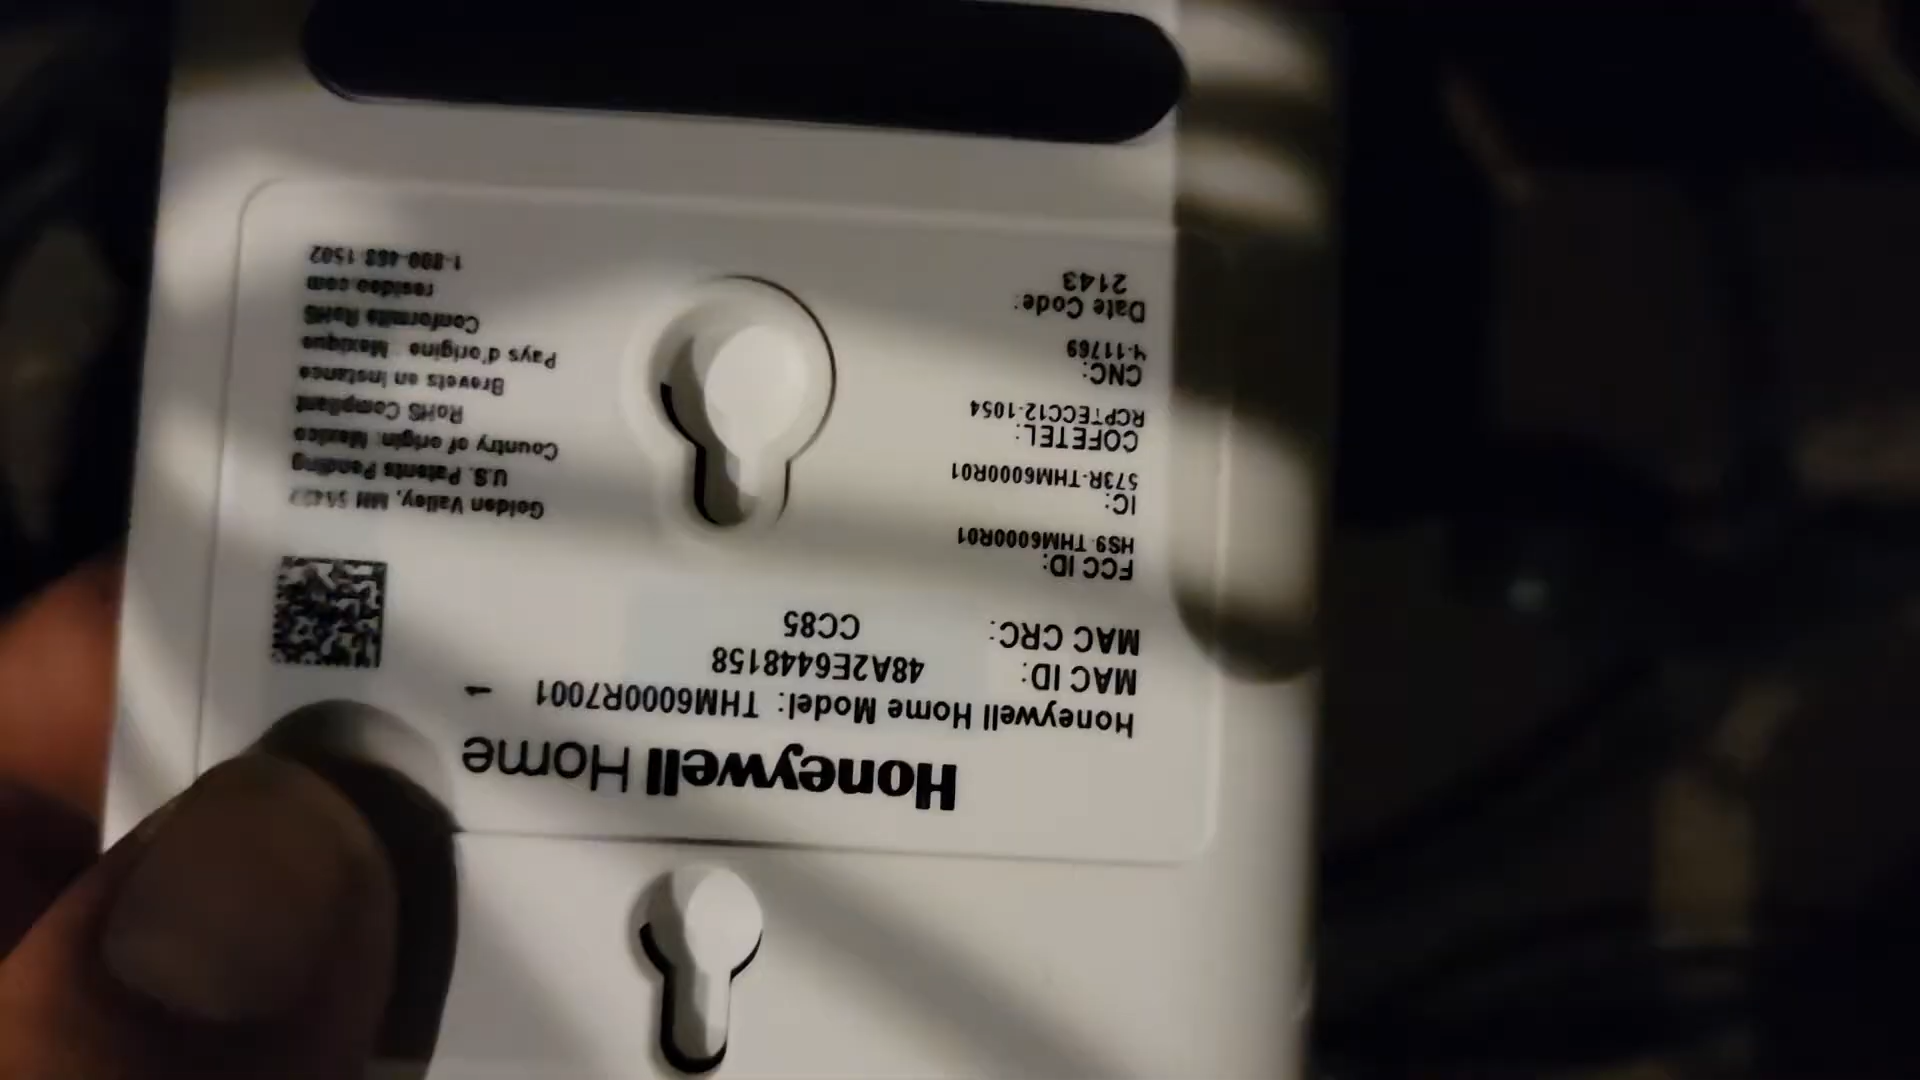 Honeywell Home
Honeywell Home Model: THM6000R7001
MAC ID: 48A2E6448158
MAC CRC: CC85
FCC ID:
HS9-THM6000R01
IC:
573R-THM6000R01
COFETEL:
RCPTECC12-1054
CNC:
4-11769
Date Code:
2143
Golden Valley, MN
U.S. Patents Pending
Country of origin: Mexico
RoHS Compliant
Brevets en instance
Pays d'origine : Mexique
Conformité RoHS
resideo.com
1-800-468-1502